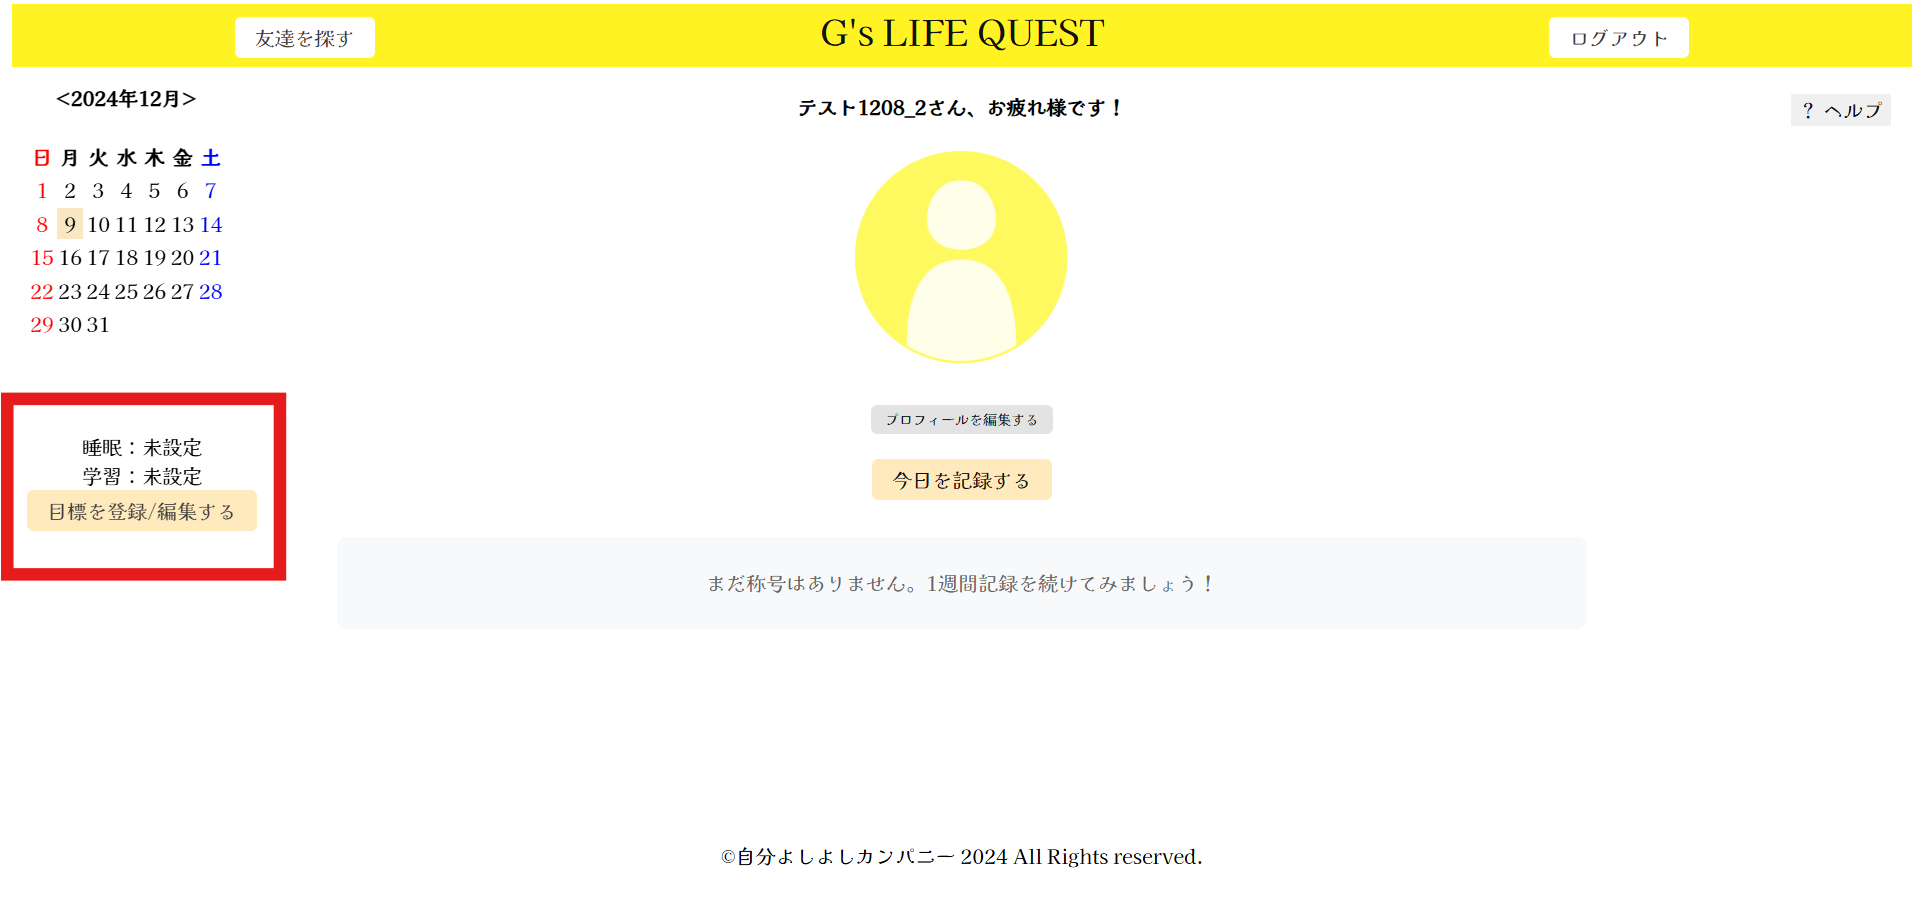 友達を探す
G's LIFE QUEST
ログアウト
<2024年12月>
テスト1208_2さん、お疲れ様です！
？ ヘルプ
日 月 火 水 木 金 土
1 2 3 4 5 6 7
8 9 10 11 12 13 14
15 16 17 18 19 20 21
22 23 24 25 26 27 28
29 30 31
プロフィールを編集する
睡眠：未設定
学習：未設定
目標を登録/編集する
今日を記録する
まだ称号はありません。1週間記録を続けてみましょう！
©自分よしよしカンパニー 2024 All Rights reserved.